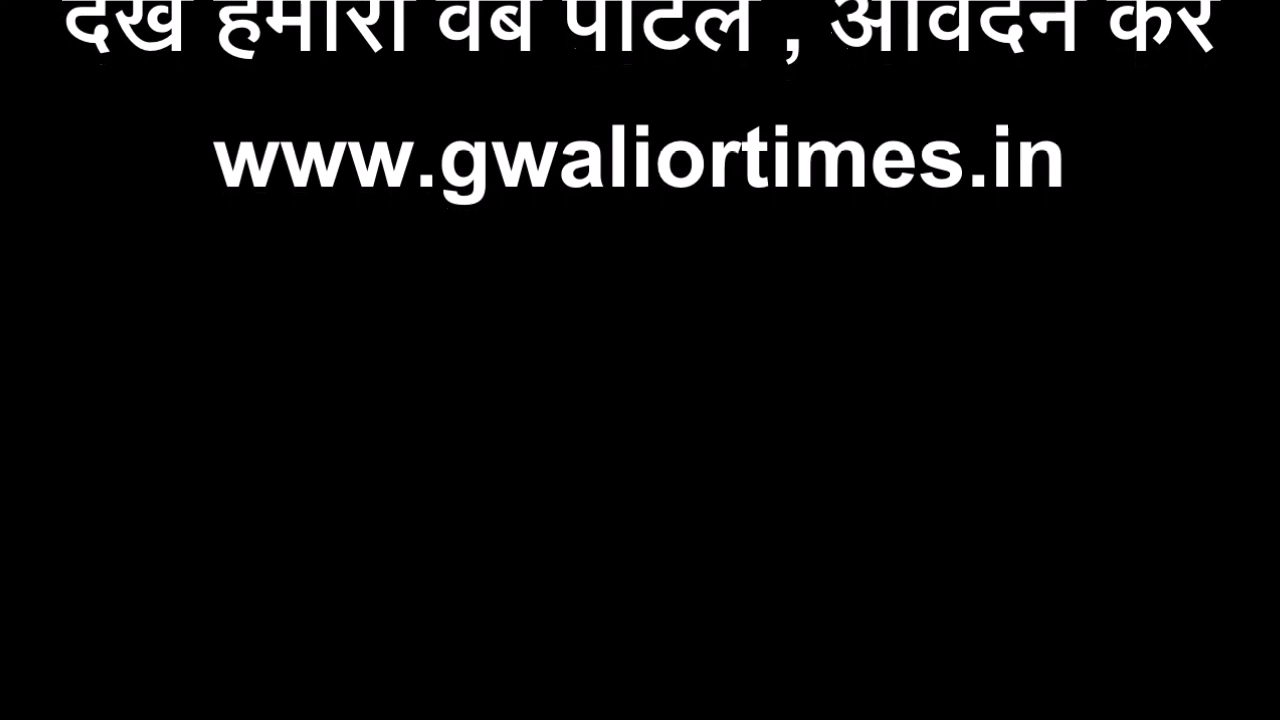 देखें हमारा वेब पोर्टल , आवेदन करें
www.gwaliortimes.in